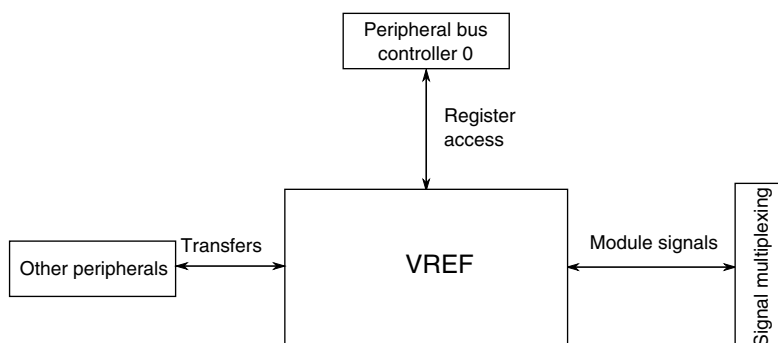 Peripheral bus
controller 0
Register
access
Signal multiplexing
Transfers
Module signals
VREF
Other peripherals